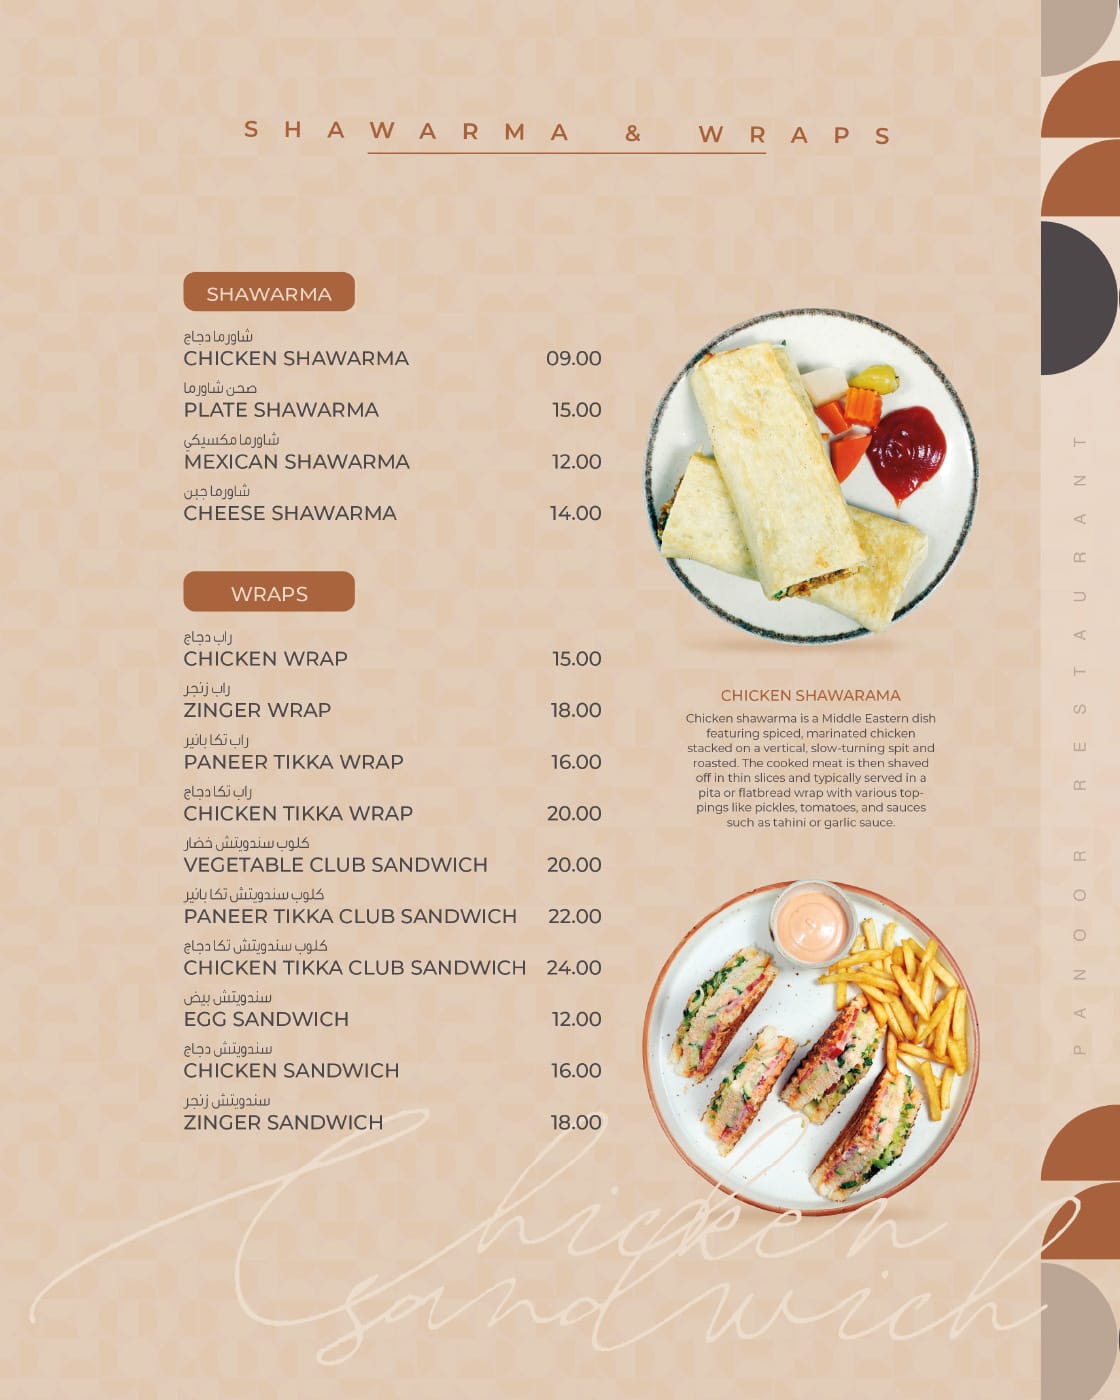 SHAWARMA & WRAPS
SHAWARMA
شاورما دجاج
CHICKEN SHAWARMA 09.00
صحن شاورما
PLATE SHAWARMA 15.00
شاورما مكسيكي
MEXICAN SHAWARMA 12.00
شاورما جبن
CHEESE SHAWARMA 14.00
WRAPS
راب دجاج
CHICKEN WRAP 15.00
راب زنجر
ZINGER WRAP 18.00
راب تكا بانير
PANEER TIKKA WRAP 16.00
راب تكا دجاج
CHICKEN TIKKA WRAP 20.00
كلوب سندويتش خضار
VEGETABLE CLUB SANDWICH 20.00
كلوب سندويتش تكا بانير
PANEER TIKKA CLUB SANDWICH 22.00
كلوب سندويتش تكا دجاج
CHICKEN TIKKA CLUB SANDWICH 24.00
سندويتش بيض
EGG SANDWICH 12.00
سندويتش دجاج
CHICKEN SANDWICH 16.00
سندويتش زنجر
ZINGER SANDWICH 18.00
CHICKEN SHAWARAMA
Chicken shawarma is a Middle Eastern dish
featuring spiced, marinated chicken
stacked on a vertical, slow-turning spit and
roasted. The cooked meat is then shaved
off in thin slices and typically served in a
pita or flatbread wrap with various top-
pings like pickles, tomatoes, and sauces
such as tahini or garlic sauce.
Chicken
sandwich
PANOOR RESTAURANT